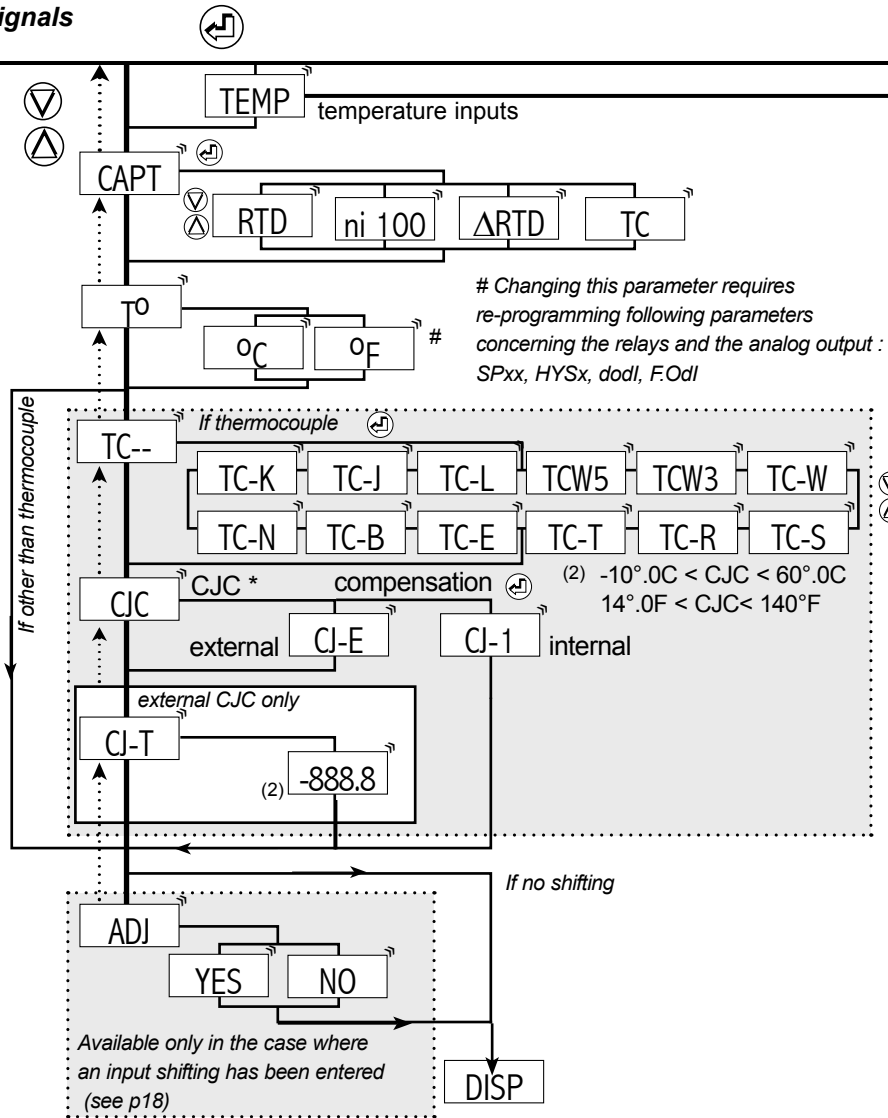 ignals
TEMP
temperature inputs
CAPT
RTD
ni 100
ΔRTD
TC
# Changing this parameter requires
re-programming following parameters
concerning the relays and the analog output :
SPxx, HYSx, dodI, F.OdI
To
oC
oF
#
If other than thermocouple
If thermocouple
TC--
TC-K
TC-J
TC-L
TCW5
TCW3
TC-W
TC-N
TC-B
TC-E
TC-T
TC-R
TC-S
CJC
CJC *
compensation
(2) -10°.0C < CJC < 60°.0C
14°.0F < CJC< 140°F
external
CJ-E
CJ-1
internal
external CJC only
CJ-T
(2)
-888.8
If no shifting
ADJ
YES
NO
Available only in the case where
an input shifting has been entered
(see p18)
DISP